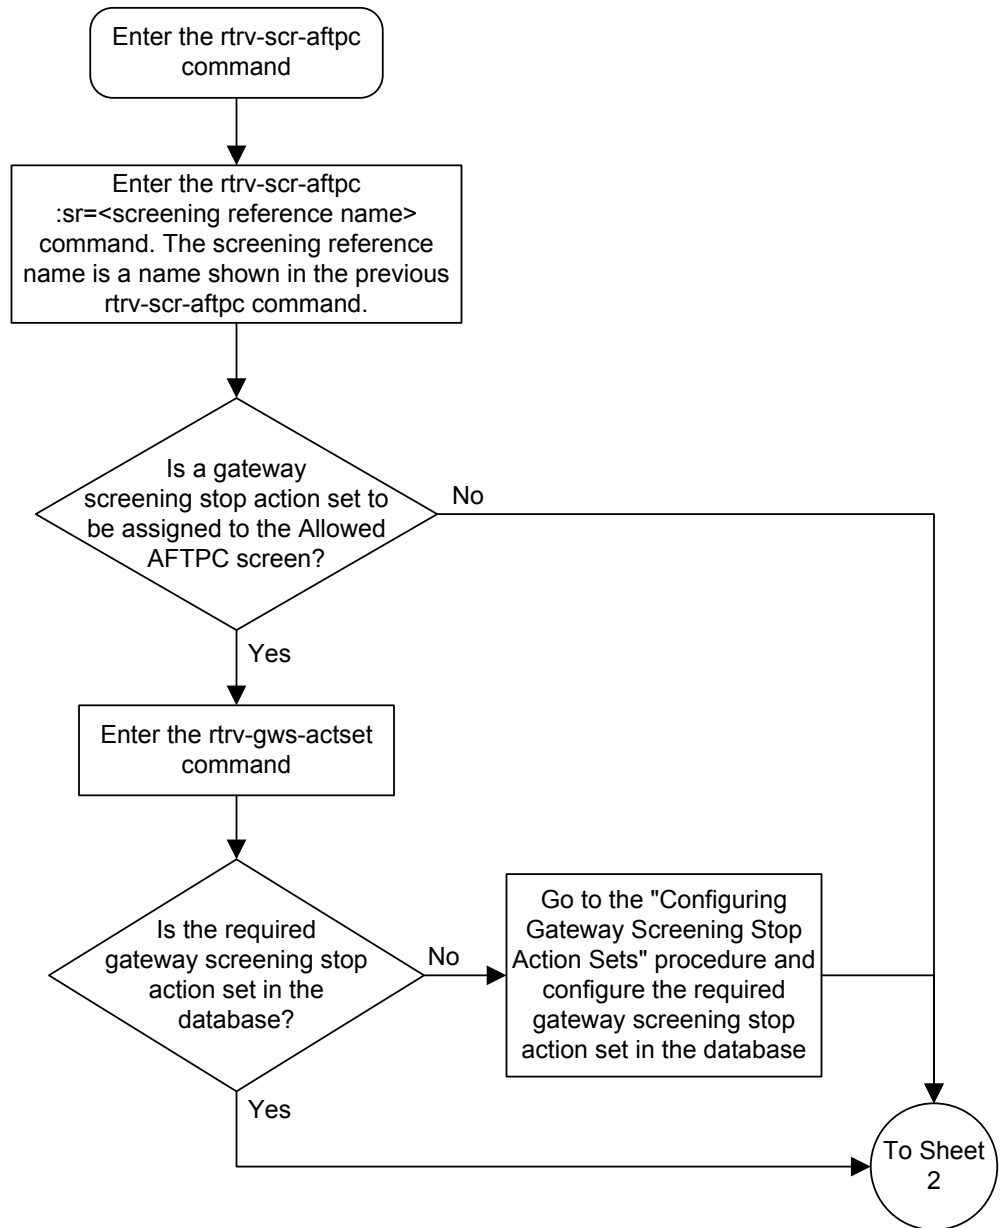 Enter the rtrv-scr-aftpc
command
Enter the rtrv-scr-aftpc
:sr=<screening reference name>
command. The screening reference
name is a name shown in the previous
rtrv-scr-aftpc command.
Is a gateway
screening stop action set to
be assigned to the Allowed
AFTPC screen?
No
Yes
Enter the rtrv-gws-actset
command
Is the required
gateway screening stop
action set in the
database?
No
Go to the "Configuring
Gateway Screening Stop
Action Sets" procedure and
configure the required
gateway screening stop
action set in the database
Yes
To Sheet
2